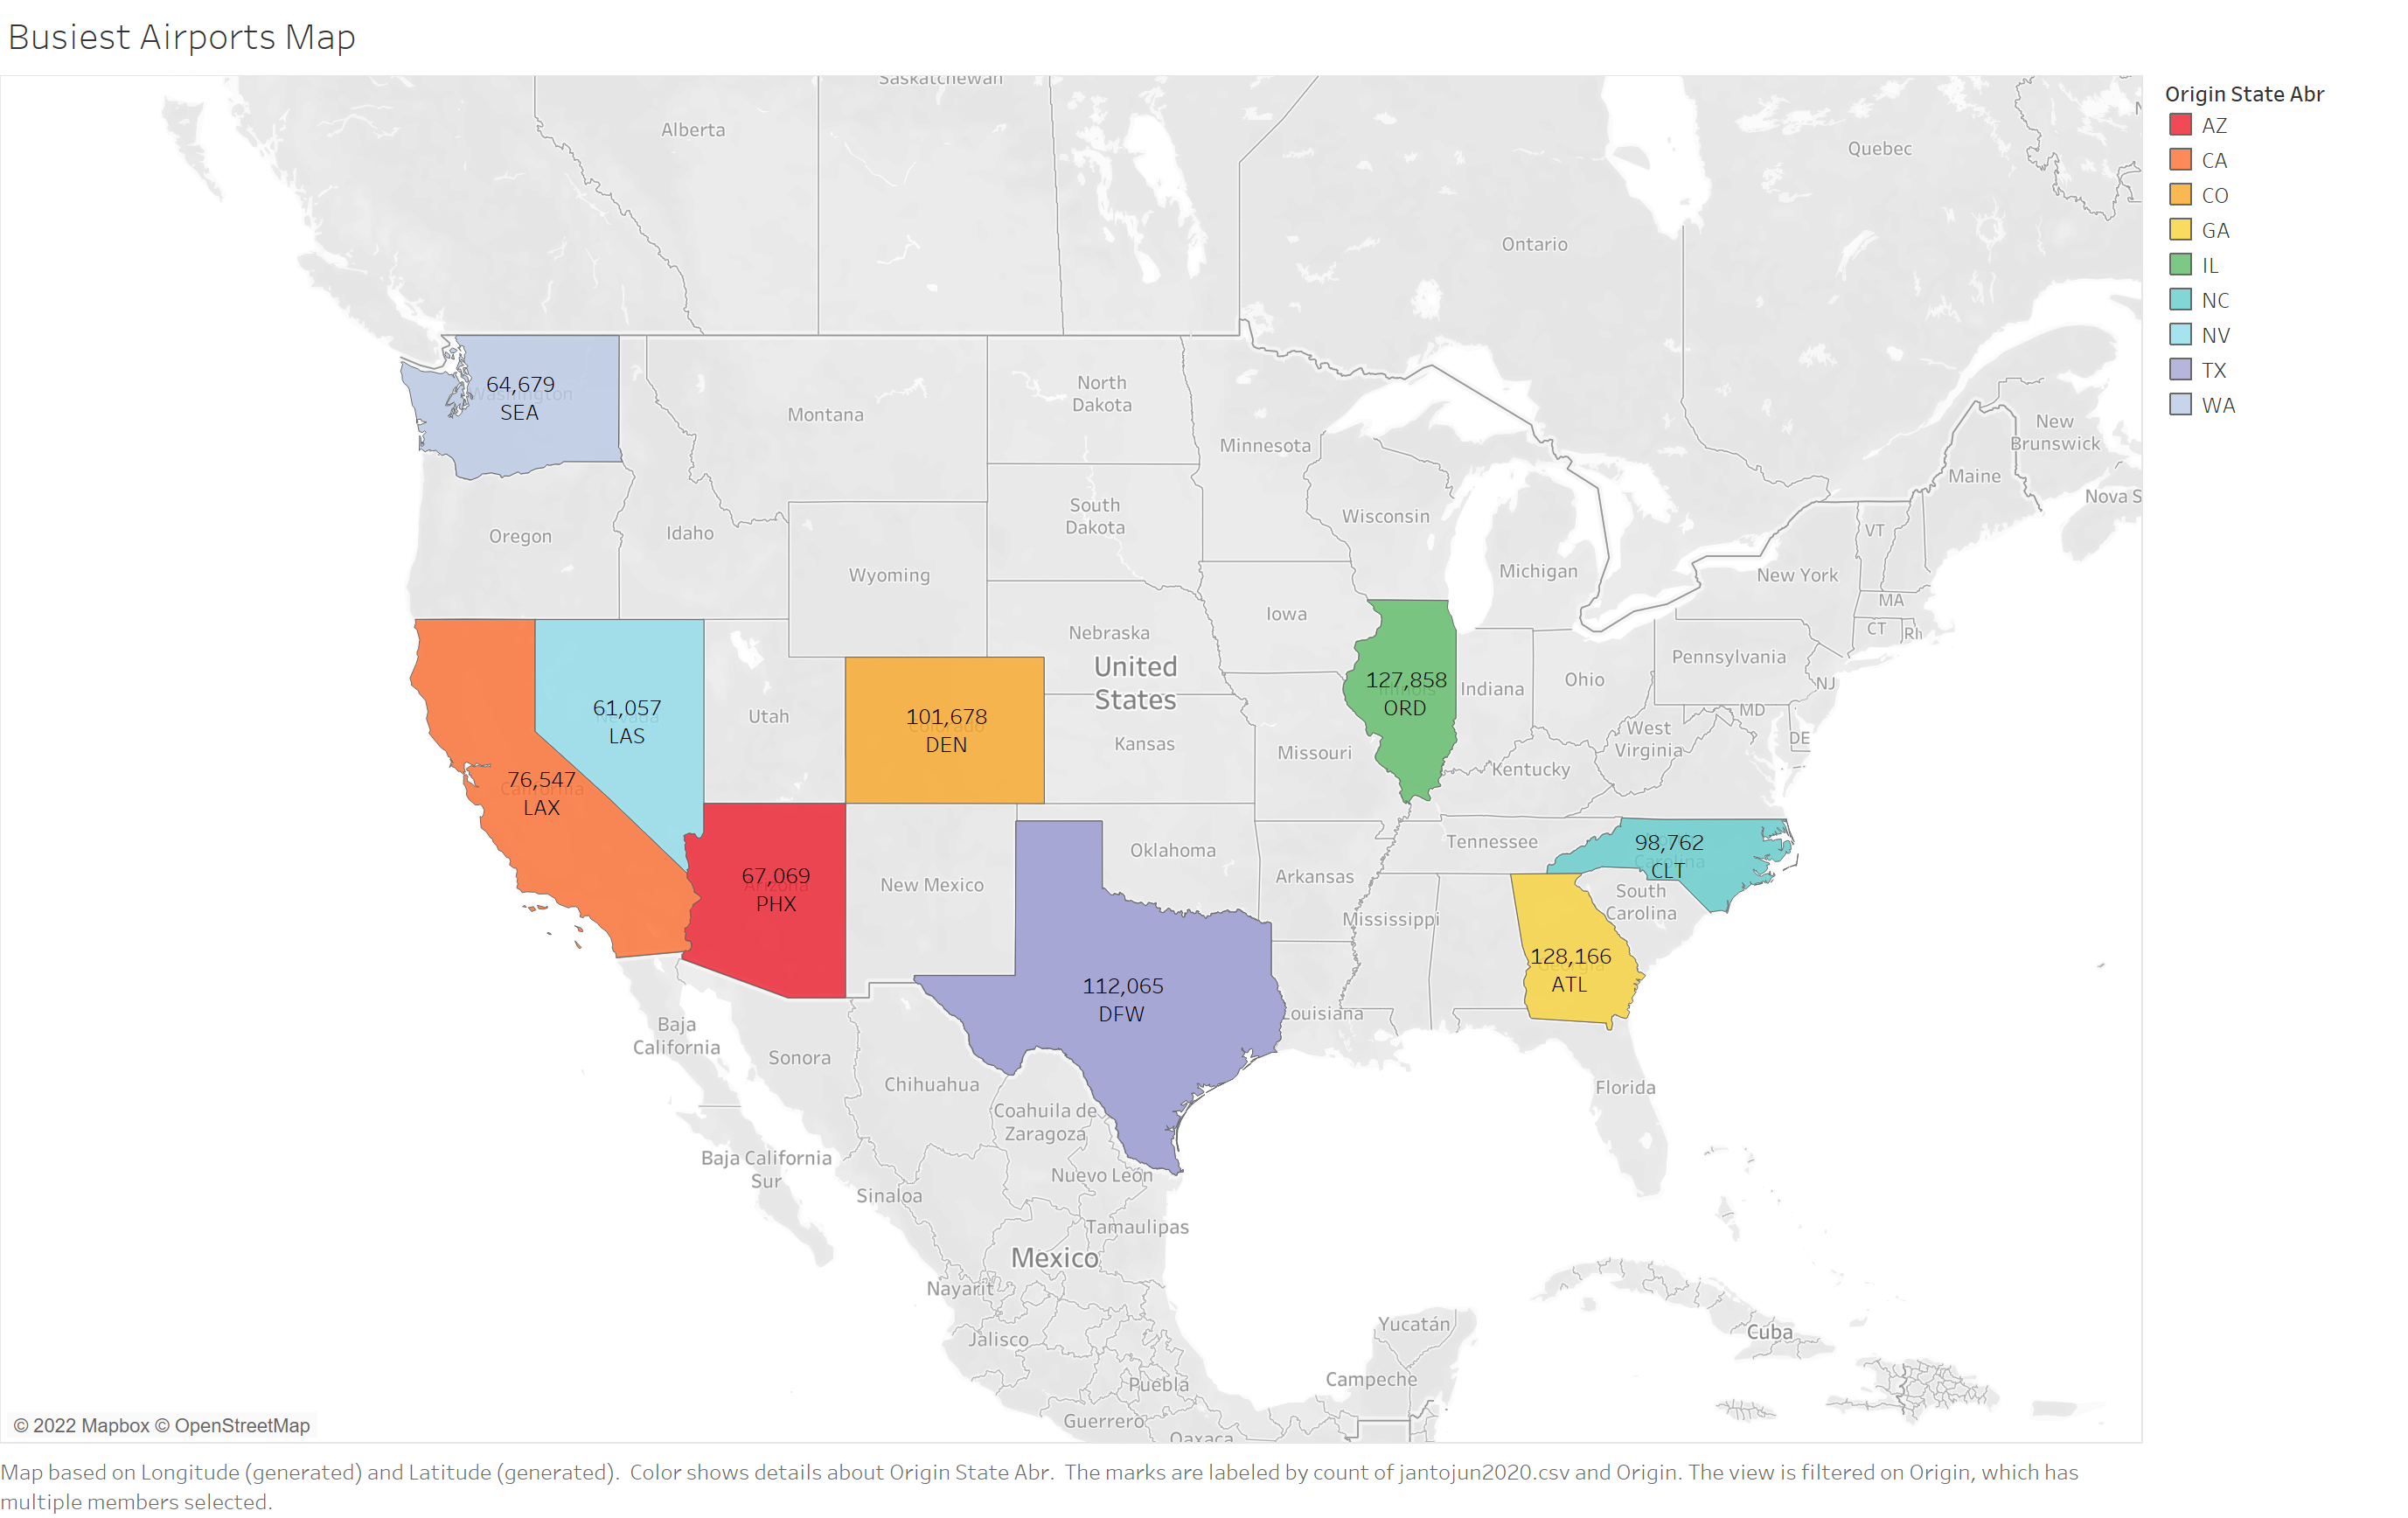 Busiest Airports Map
Saskatchewan
Alberta
Quebec
Ontario
Origin State Abr
AZ
CA
CO
GA
IL
NC
NV
TX
WA
64,679
SEA
Washington
Montana
North
Dakota
Minnesota
New
Brunswick
Maine
Nova S
South
Dakota
Wisconsin
Oregon
Idaho
VT
Wyoming
Michigan
New York
MA
Iowa
CT
Rh
Nebraska
United
States
Pennsylvania
NJ
127,858
ORD
Illinois
Indiana
Ohio
61,057
LAS
Nevada
Utah
101,678
DEN
Colorado
Kansas
Missouri
West
Virginia
MD
DE
76,547
LAX
California
Kentucky
Tennessee
98,762
CLT
Carolina
Oklahoma
67,069
PHX
Arizona
New Mexico
Arkansas
South
Carolina
Mississippi
128,166
ATL
Georgia
112,065
DFW
Louisiana
Baja
California
Sonora
Chihuahua
Florida
Coahuila de
Zaragoza
Baja California
Sur
Nuevo León
Sinaloa
Tamaulipas
Mexico
Nayarit
Yucatán
Cuba
Jalisco
Campeche
Puebla
Guerrero
Oaxaca
© 2022 Mapbox © OpenStreetMap
Map based on Longitude (generated) and Latitude (generated). Color shows details about Origin State Abr. The marks are labeled by count of jantojun2020.csv and Origin. The view is filtered on Origin, which has
multiple members selected.